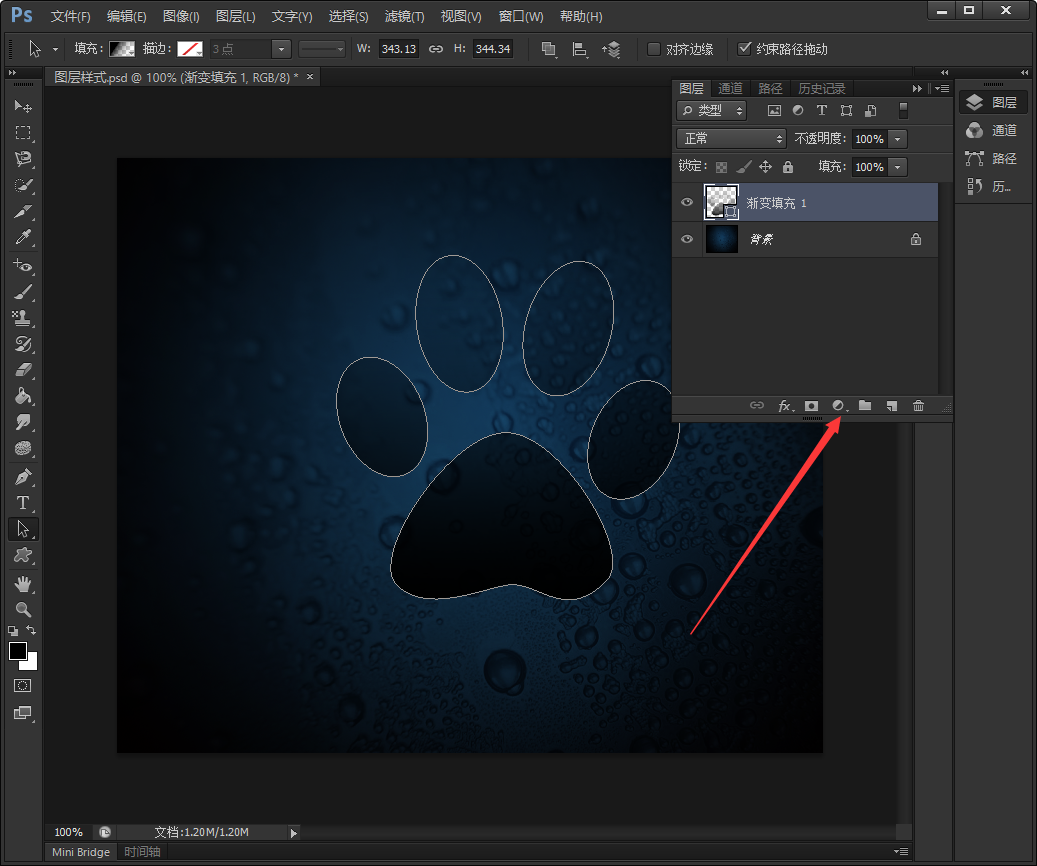 Ps 文件(F) 编辑(E) 图像(I) 图层(L) 文字(Y) 选择(S) 滤镜(T) 视图(V) 窗口(W) 帮助(H)
填充: 描边: 3 点 W: 343.13 H: 344.34 对齐边缘 约束路径拖动
图层样式.psd @ 100% (渐变填充 1, RGB/8) * ×
图层 通道 路径 历史记录
类型
正常 不透明度: 100%
锁定: 填充: 100%
渐变填充 1
背景
fx
图层
通道
路径
历...
T
100% 文档:1.20M/1.20M
Mini Bridge 时间轴